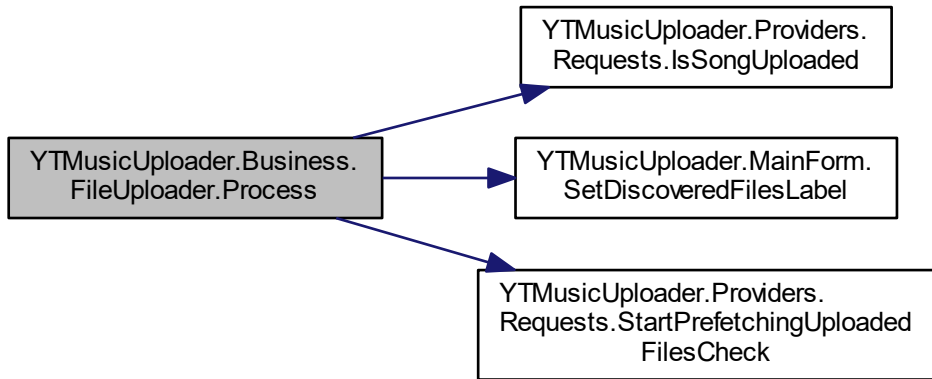 YTMusicUploader.Providers.
Requests.IsSongUploaded
YTMusicUploader.Business.
FileUploader.Process
YTMusicUploader.MainForm.
SetDiscoveredFilesLabel
YTMusicUploader.Providers.
Requests.StartPrefetchingUploaded
FilesCheck